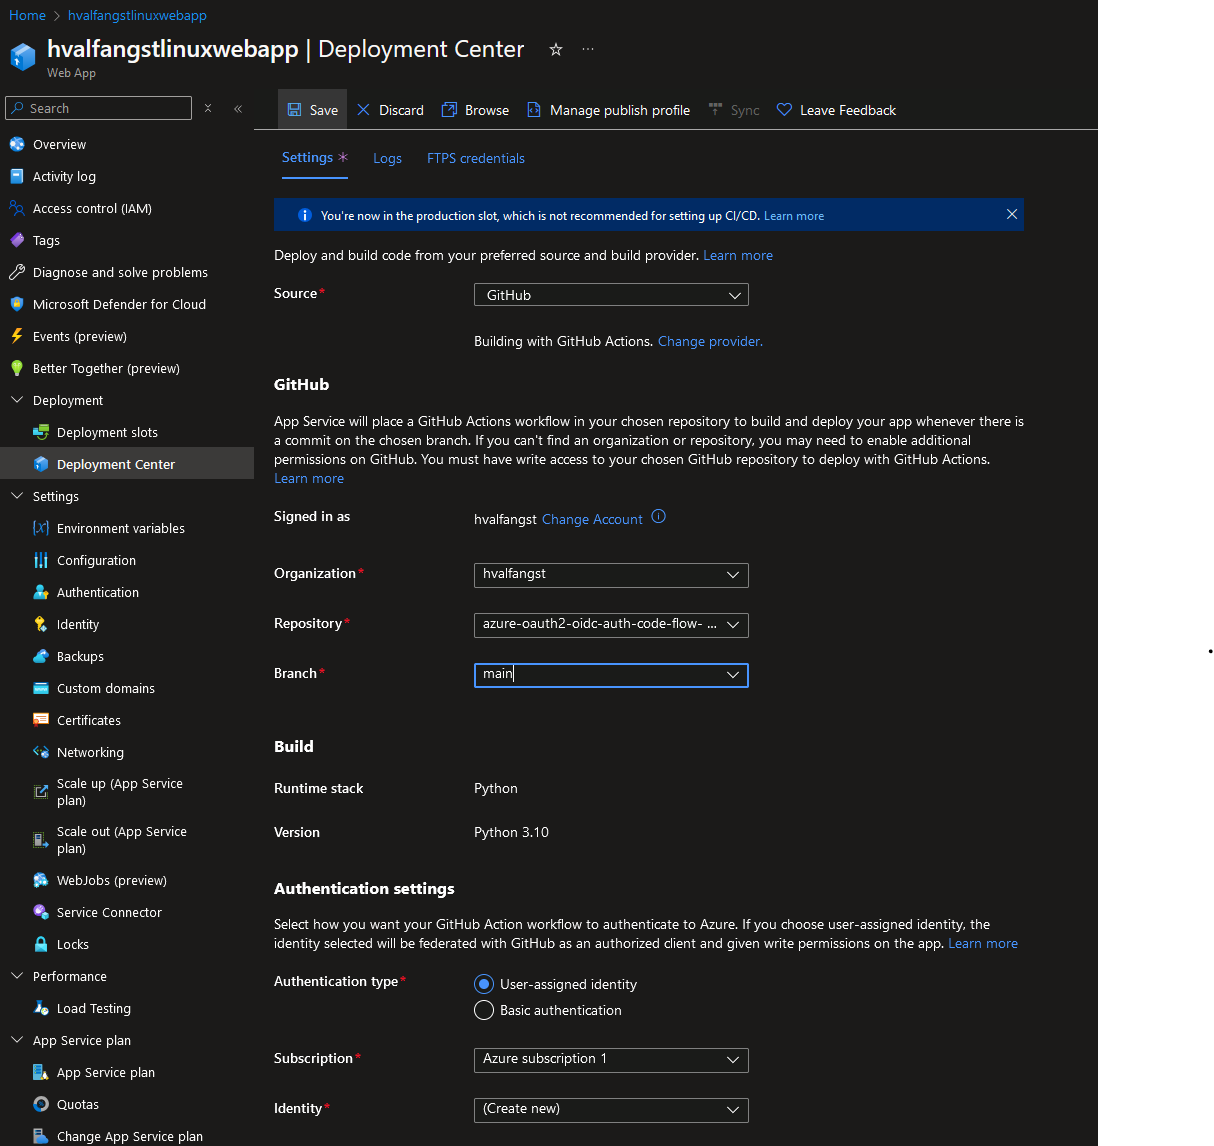 Home > hvalfangstlinuxwebapp
hvalfangstlinuxwebapp | Deployment Center
Web App
Search
Overview
Activity log
Access control (IAM)
Tags
Diagnose and solve problems
Microsoft Defender for Cloud
Events (preview)
Better Together (preview)
Deployment
Deployment slots
Deployment Center
Settings
Environment variables
Configuration
Authentication
Identity
Backups
Custom domains
Certificates
Networking
Scale up (App Service
plan)
Scale out (App Service
plan)
WebJobs (preview)
Service Connector
Locks
Performance
Load Testing
App Service plan
App Service plan
Quotas
Change App Service plan
Save Discard Browse Manage publish profile Sync Leave Feedback
Settings * Logs FTPS credentials
You're now in the production slot, which is not recommended for setting up CI/CD. Learn more
Deploy and build code from your preferred source and build provider. Learn more
Source* GitHub
Building with GitHub Actions. Change provider.
GitHub
App Service will place a GitHub Actions workflow in your chosen repository to build and deploy your app whenever there is
a commit on the chosen branch. If you can't find an organization or repository, you may need to enable additional
permissions on GitHub. You must have write access to your chosen GitHub repository to deploy with GitHub Actions.
Learn more
Signed in as hvalfangst Change Account
Organization* hvalfangst
Repository* azure-oauth2-oidc-auth-code-flow- ...
Branch* main
Build
Runtime stack Python
Version Python 3.10
Authentication settings
Select how you want your GitHub Action workflow to authenticate to Azure. If you choose user-assigned identity, the
identity selected will be federated with GitHub as an authorized client and given write permissions on the app. Learn more
Authentication type* User-assigned identity
Basic authentication
Subscription* Azure subscription 1
Identity* (Create new)